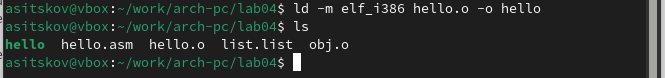 asitskov@vbox:~/work/arch-pc/lab04$ ld -m elf_i386 hello.o -o hello
asitskov@vbox:~/work/arch-pc/lab04$ ls
hello  hello.asm  hello.o  list.list  obj.o
asitskov@vbox:~/work/arch-pc/lab04$